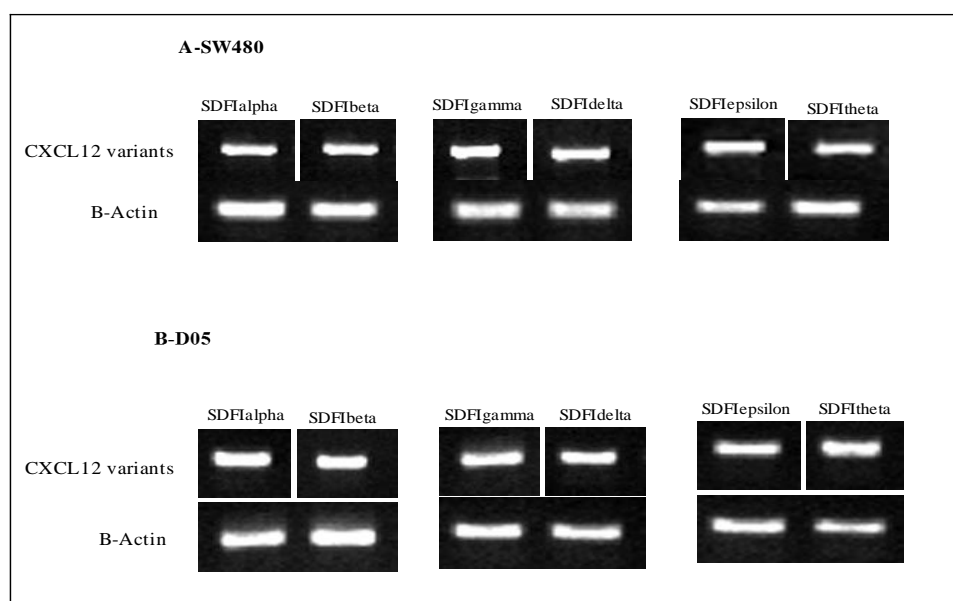 A-SW480
SDFIalpha SDFIbeta SDFIgamma SDFIdelta SDFIepsilon SDFItheta
CXCL12 variants
B-Actin
B-D05
SDFIalpha SDFIbeta SDFIgamma SDFIdelta SDFIepsilon SDFItheta
CXCL12 variants
B-Actin